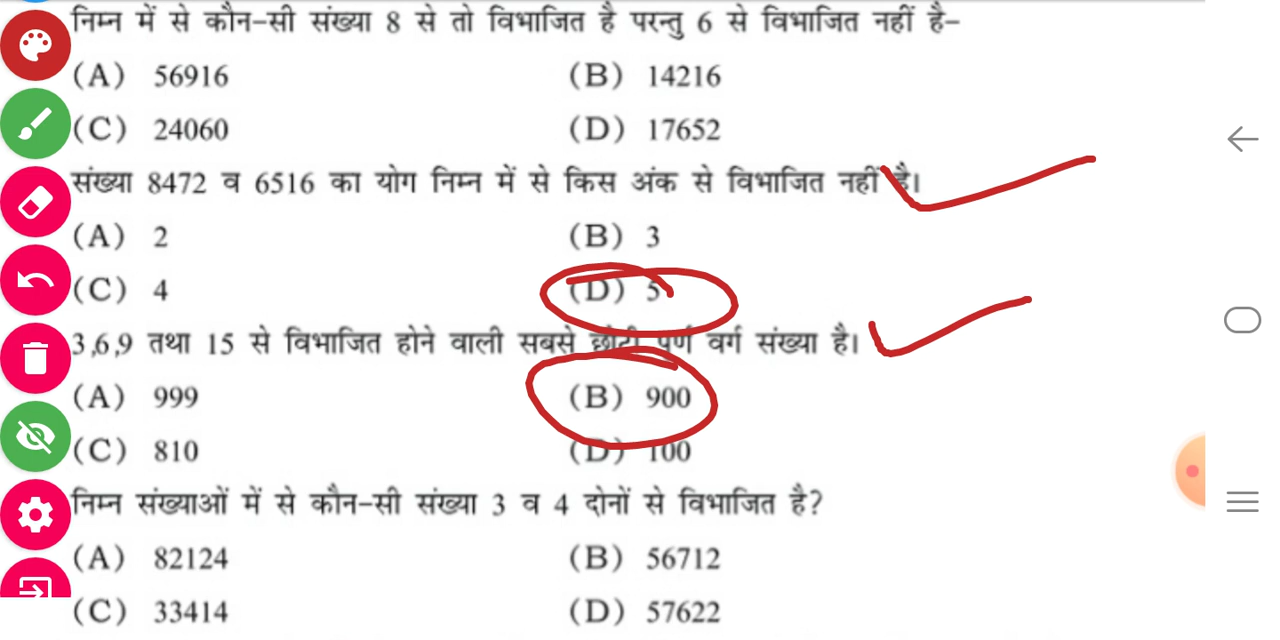 निम्न में से कौन-सी संख्या 8 से तो विभाजित है परन्तु 6 से विभाजित नहीं है-
(A) 56916 (B) 14216
(C) 24060 (D) 17652
संख्या 8472 व 6516 का योग निम्न में से किस अंक से विभाजित नहीं है।
(A) 2 (B) 3
(C) 4 (D) 5
3,6,9 तथा 15 से विभाजित होने वाली सबसे छोटी पूर्ण वर्ग संख्या है।
(A) 999 (B) 900
(C) 810 (D) 100
निम्न संख्याओं में से कौन-सी संख्या 3 व 4 दोनों से विभाजित है?
(A) 82124 (B) 56712
(C) 33414 (D) 57622